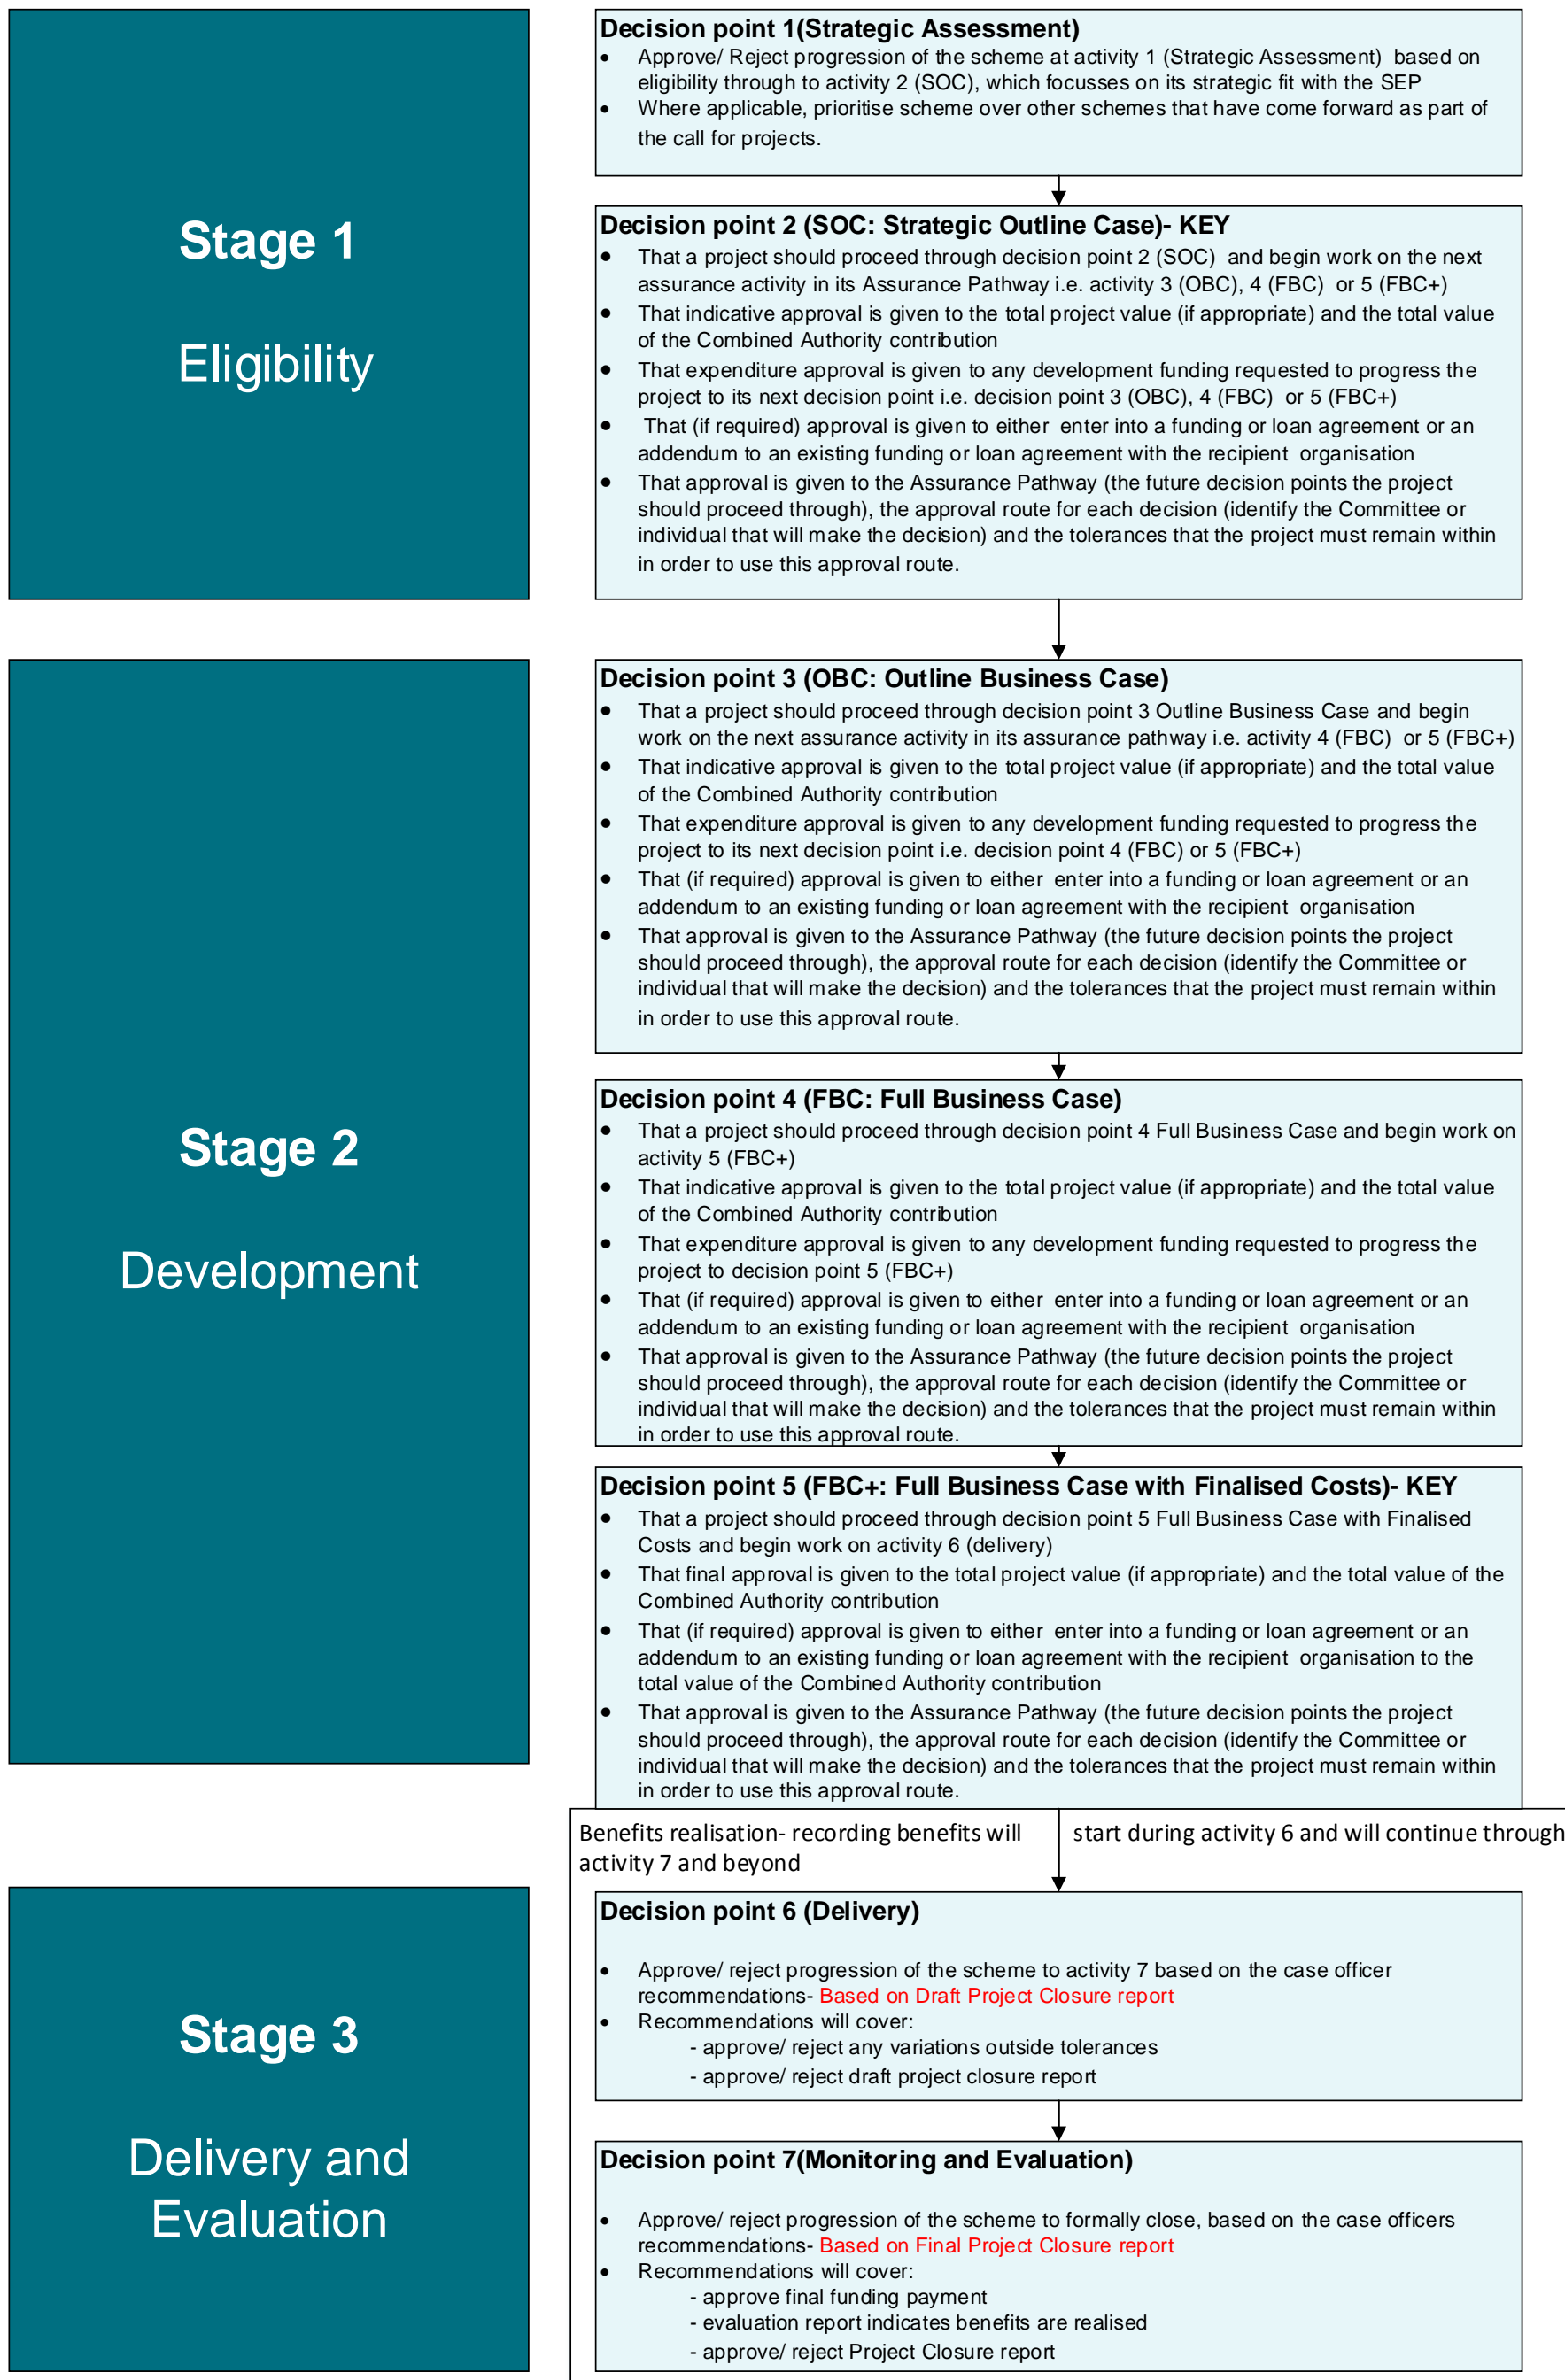 Stage 1
Eligibility
Decision point 1(Strategic Assessment)
• Approve/ Reject progression of the scheme at activity 1 (Strategic Assessment) based on
eligibility through to activity 2 (SOC), which focusses on its strategic fit with the SEP
• Where applicable, prioritise scheme over other schemes that have come forward as part of
the call for projects.
Decision point 2 (SOC: Strategic Outline Case)- KEY
• That a project should proceed through decision point 2 (SOC) and begin work on the next
assurance activity in its Assurance Pathway i.e. activity 3 (OBC), 4 (FBC) or 5 (FBC+)
• That indicative approval is given to the total project value (if appropriate) and the total value
of the Combined Authority contribution
• That expenditure approval is given to any development funding requested to progress the
project to its next decision point i.e. decision point 3 (OBC), 4 (FBC) or 5 (FBC+)
• That (if required) approval is given to either enter into a funding or loan agreement or an
addendum to an existing funding or loan agreement with the recipient organisation
• That approval is given to the Assurance Pathway (the future decision points the project
should proceed through), the approval route for each decision (identify the Committee or
individual that will make the decision) and the tolerances that the project must remain within
in order to use this approval route.
Stage 2
Development
Decision point 3 (OBC: Outline Business Case)
• That a project should proceed through decision point 3 Outline Business Case and begin
work on the next assurance activity in its assurance pathway i.e. activity 4 (FBC) or 5 (FBC+)
• That indicative approval is given to the total project value (if appropriate) and the total value
of the Combined Authority contribution
• That expenditure approval is given to any development funding requested to progress the
project to its next decision point i.e. decision point 4 (FBC) or 5 (FBC+)
• That (if required) approval is given to either enter into a funding or loan agreement or an
addendum to an existing funding or loan agreement with the recipient organisation
• That approval is given to the Assurance Pathway (the future decision points the project
should proceed through), the approval route for each decision (identify the Committee or
individual that will make the decision) and the tolerances that the project must remain within
in order to use this approval route.
Decision point 4 (FBC: Full Business Case)
• That a project should proceed through decision point 4 Full Business Case and begin work on
activity 5 (FBC+)
• That indicative approval is given to the total project value (if appropriate) and the total value
of the Combined Authority contribution
• That expenditure approval is given to any development funding requested to progress the
project to decision point 5 (FBC+)
• That (if required) approval is given to either enter into a funding or loan agreement or an
addendum to an existing funding or loan agreement with the recipient organisation
• That approval is given to the Assurance Pathway (the future decision points the project
should proceed through), the approval route for each decision (identify the Committee or
individual that will make the decision) and the tolerances that the project must remain within
in order to use this approval route.
Decision point 5 (FBC+: Full Business Case with Finalised Costs)- KEY
• That a project should proceed through decision point 5 Full Business Case with Finalised
Costs and begin work on activity 6 (delivery)
• That final approval is given to the total project value (if appropriate) and the total value of the
Combined Authority contribution
• That (if required) approval is given to either enter into a funding or loan agreement or an
addendum to an existing funding or loan agreement with the recipient organisation to the
total value of the Combined Authority contribution
• That approval is given to the Assurance Pathway (the future decision points the project
should proceed through), the approval route for each decision (identify the Committee or
individual that will make the decision) and the tolerances that the project must remain within
in order to use this approval route.
Benefits realisation- recording benefits will start during activity 6 and will continue through
activity 7 and beyond
Stage 3
Delivery and
Evaluation
Decision point 6 (Delivery)
• Approve/ reject progression of the scheme to activity 7 based on the case officer
recommendations- Based on Draft Project Closure report
• Recommendations will cover:
- approve/ reject any variations outside tolerances
- approve/ reject draft project closure report
Decision point 7(Monitoring and Evaluation)
• Approve/ reject progression of the scheme to formally close, based on the case officers
recommendations- Based on Final Project Closure report
• Recommendations will cover:
- approve final funding payment
- evaluation report indicates benefits are realised
- approve/ reject Project Closure report